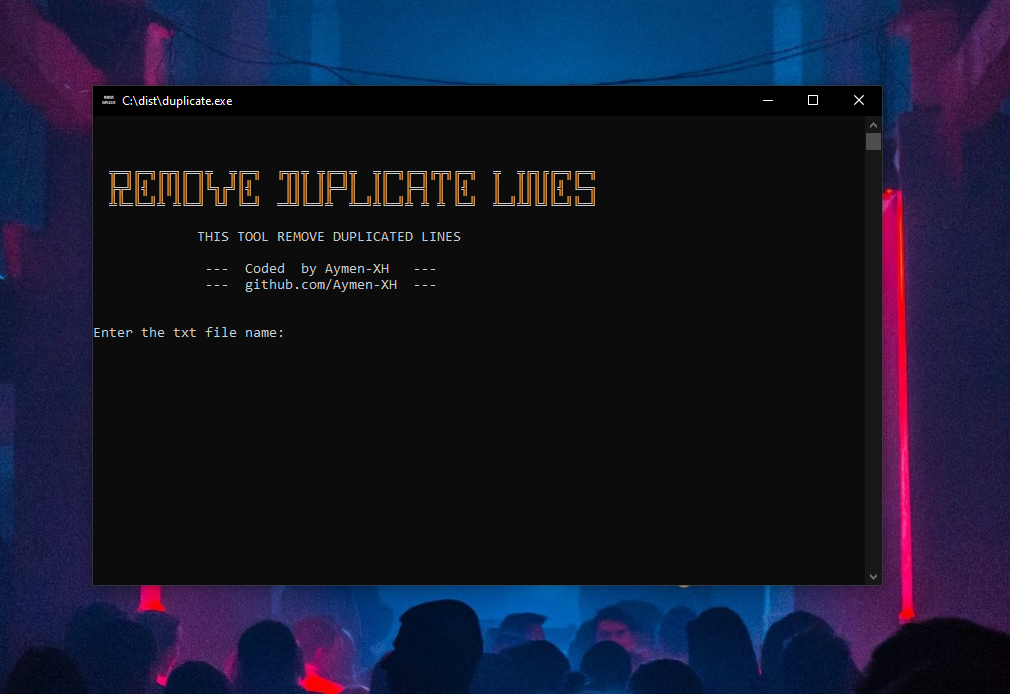 C:\dist\duplicate.exe
REMOVE DUPLICATE LINES
THIS TOOL REMOVE DUPLICATED LINES
--- Coded  by Aymen-XH   ---
--- github.com/Aymen-XH  ---
Enter the txt file name: